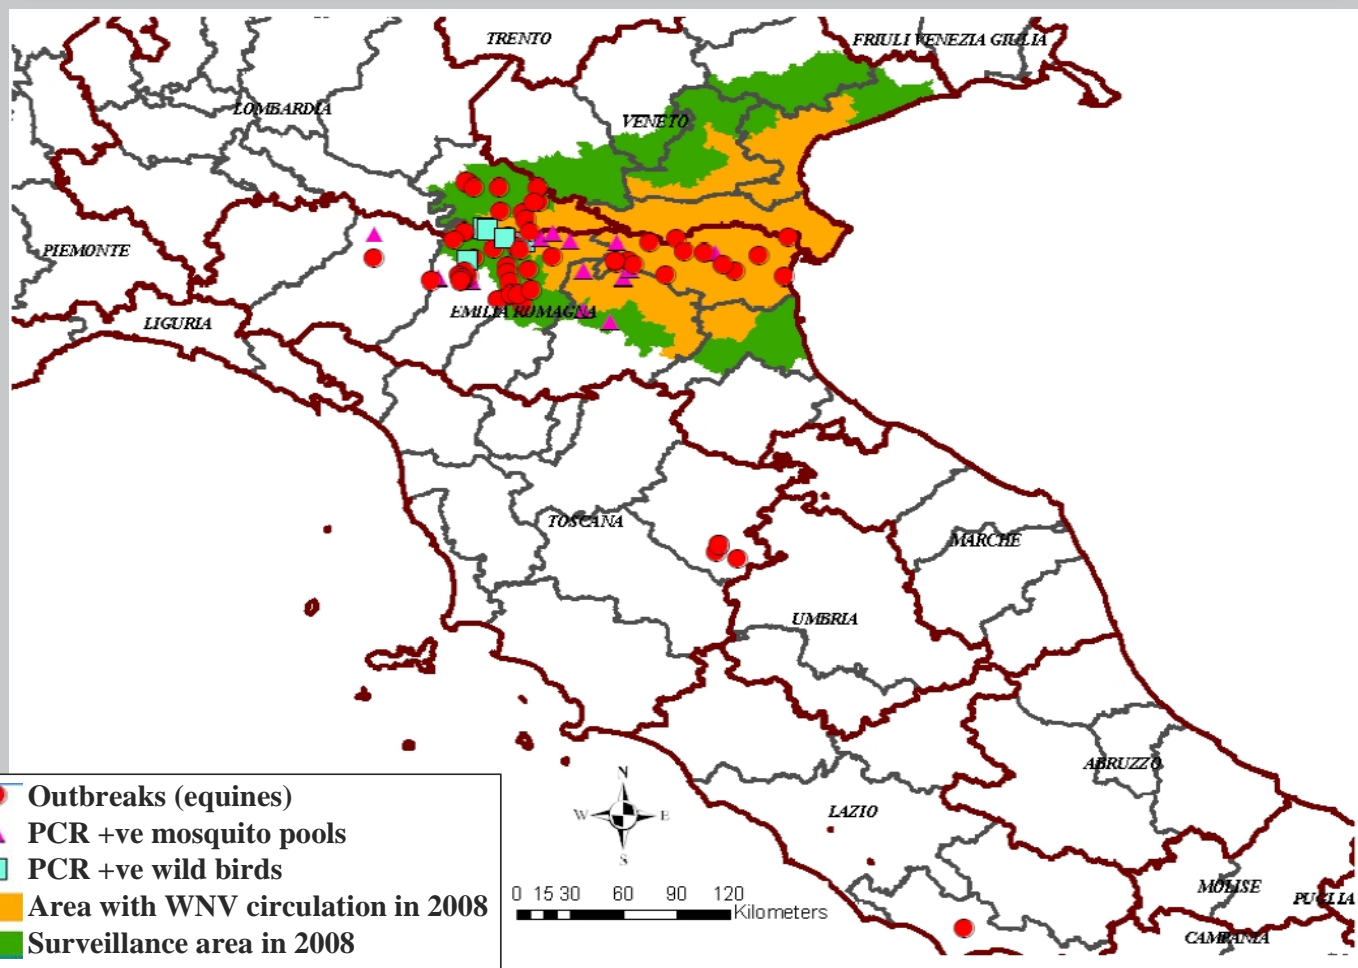 TRENTO
FRIULI VENEZIA GIULIA
LOMBARDIA
VENETO
PIEMONTE
EMILIA ROMAGNA
LIGURIA
TOSCANA
MARCHE
UMBRIA
ABRUZZO
LAZIO
MOLISE
PUGLIA
CAMPANIA
N
W E
S
0 15 30 60 90 120
Kilometers
Outbreaks (equines)
PCR +ve mosquito pools
PCR +ve wild birds
Area with WNV circulation in 2008
Surveillance area in 2008